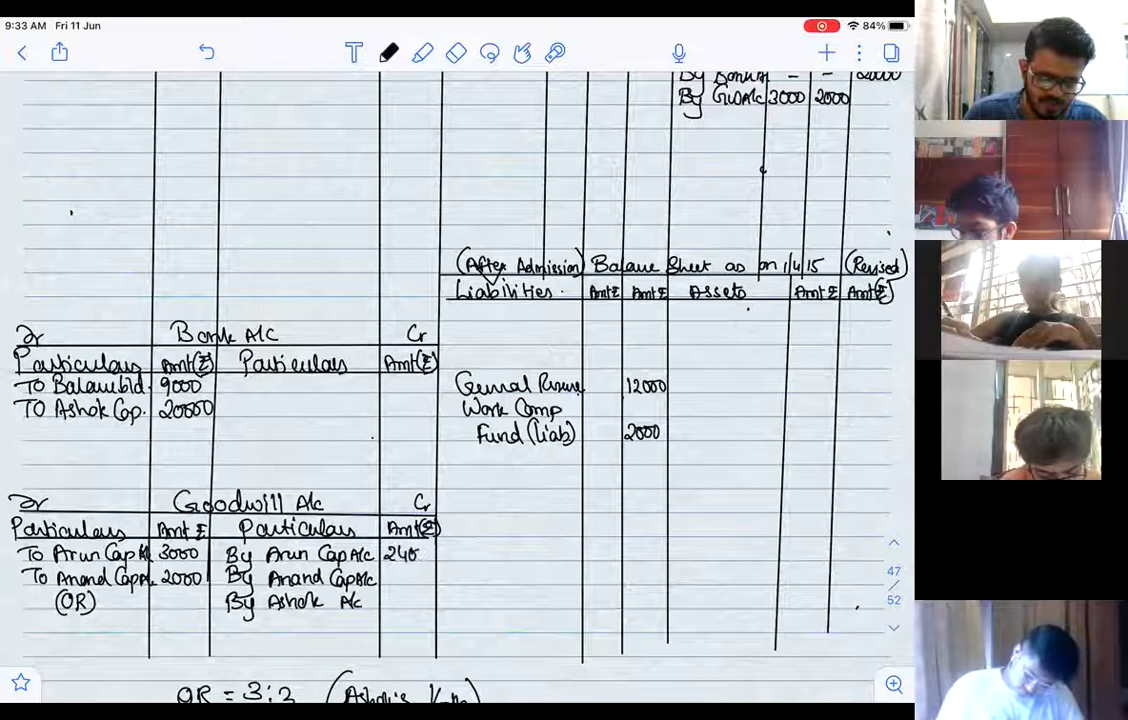 9:33 AM Fri 11 Jun
84%
T
By GWA/c 3000 2000
(After Admission) Balance Sheet as on 1/4/15 (Revised)
Liabilities. Amt ₹ Amt ₹ Assets Amt ₹ Amt ₹
Dr Bank A/c Cr
Particulars Amt(₹) Particulars Amt(₹)
To Balance b/d. 9000
To Ashok Cap. 20000
General Reserve 12000
Work Comp
Fund (liab) 2000
Dr Goodwill A/c Cr
Particulars Amt ₹ Particulars Amt(₹)
To Arun Cap A/c 3000 By Arun Cap A/c 240
To Anand Cap A/c. 2000 By Anand Cap A/c
(OR) By Ashok A/c
47
/
52
OR = 3:2 (Ashok's